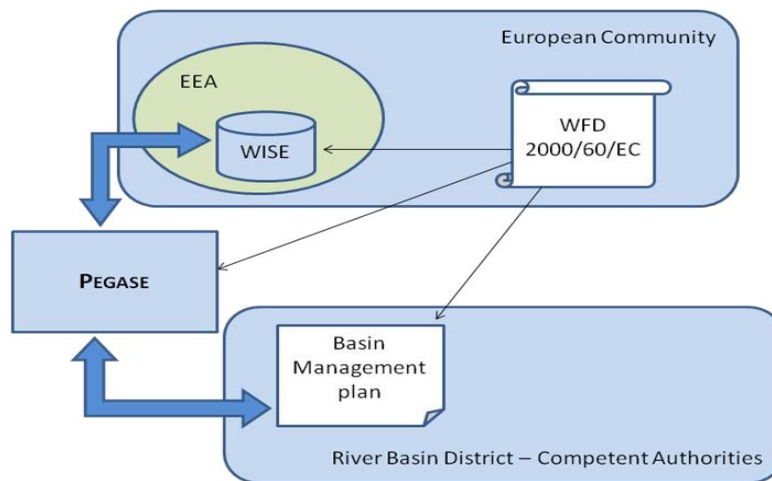 European Community
EEA
WISE
WFD
2000/60/EC
PEGASE
Basin
Management
plan
River Basin District – Competent Authorities